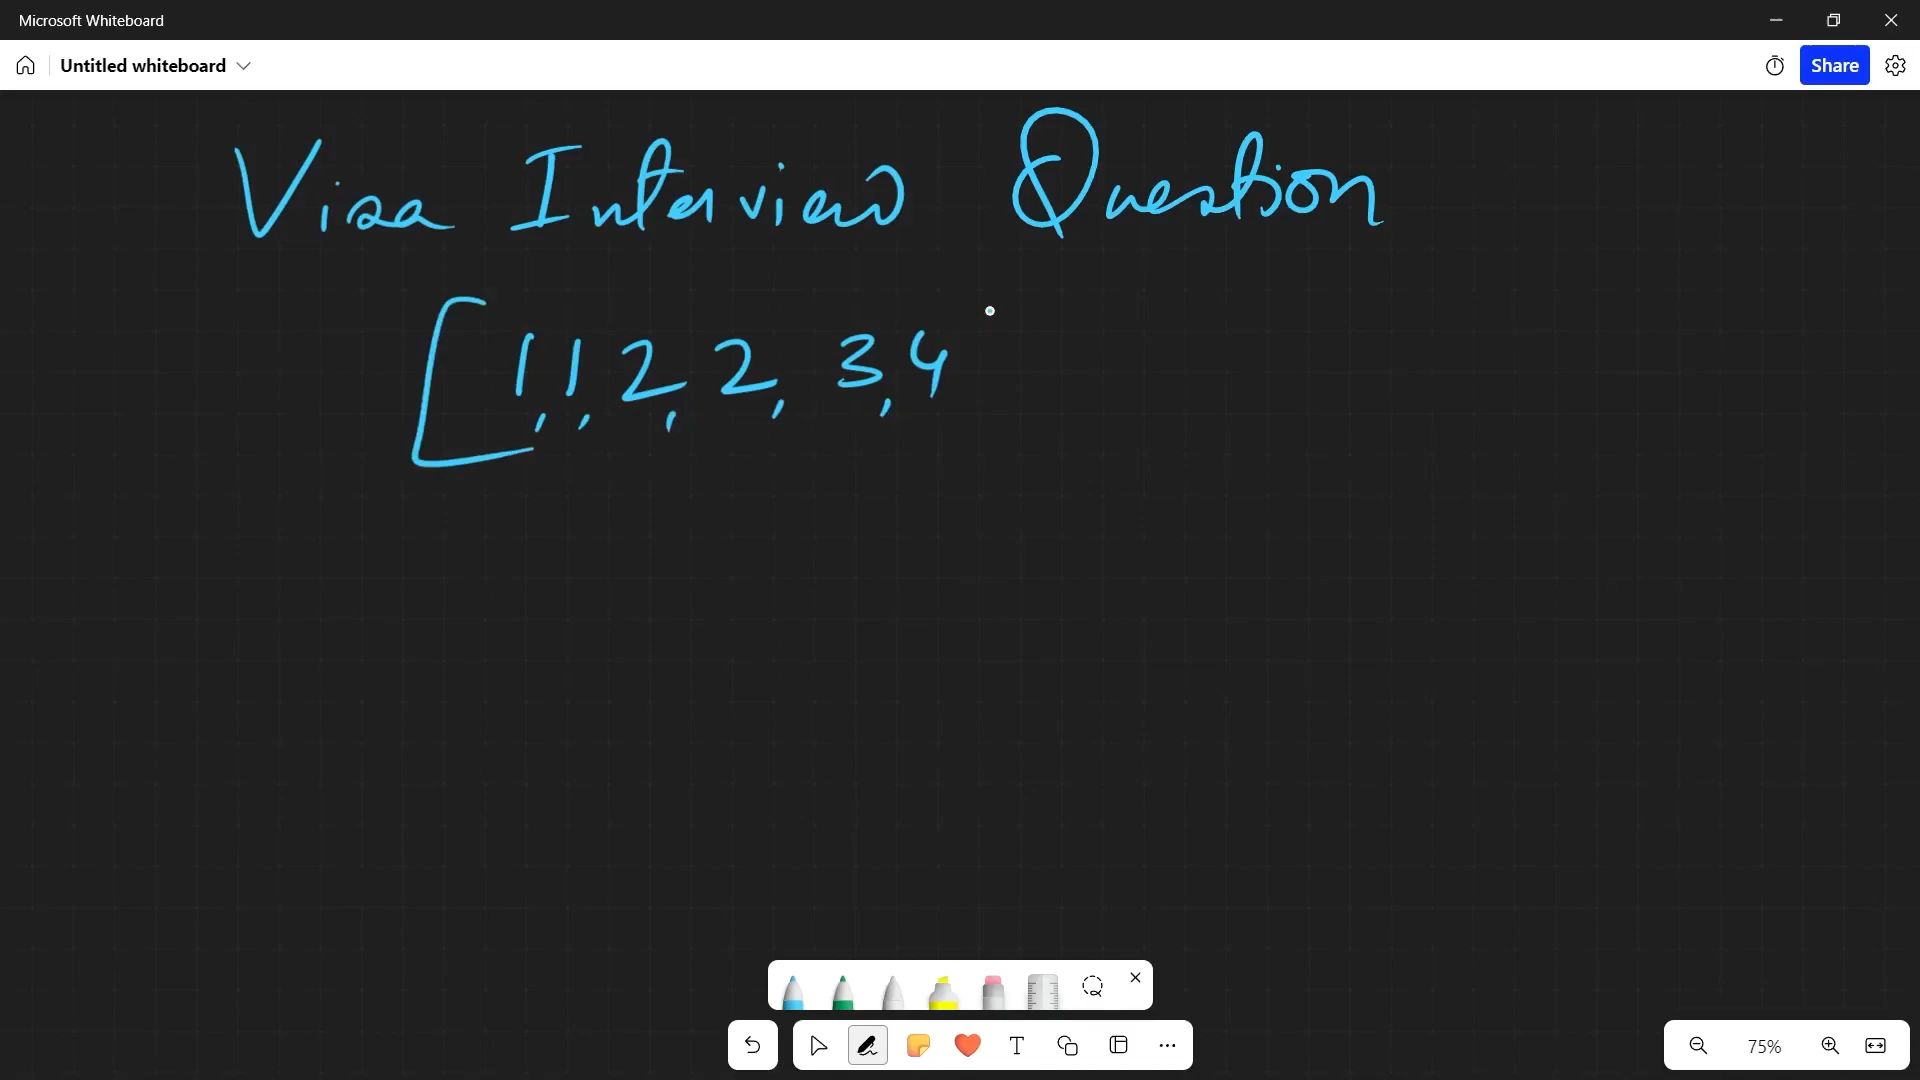 Microsoft Whiteboard
Untitled whiteboard
Share
Visa Interview Question
[1, 1, 2, 2, 3, 4
75%